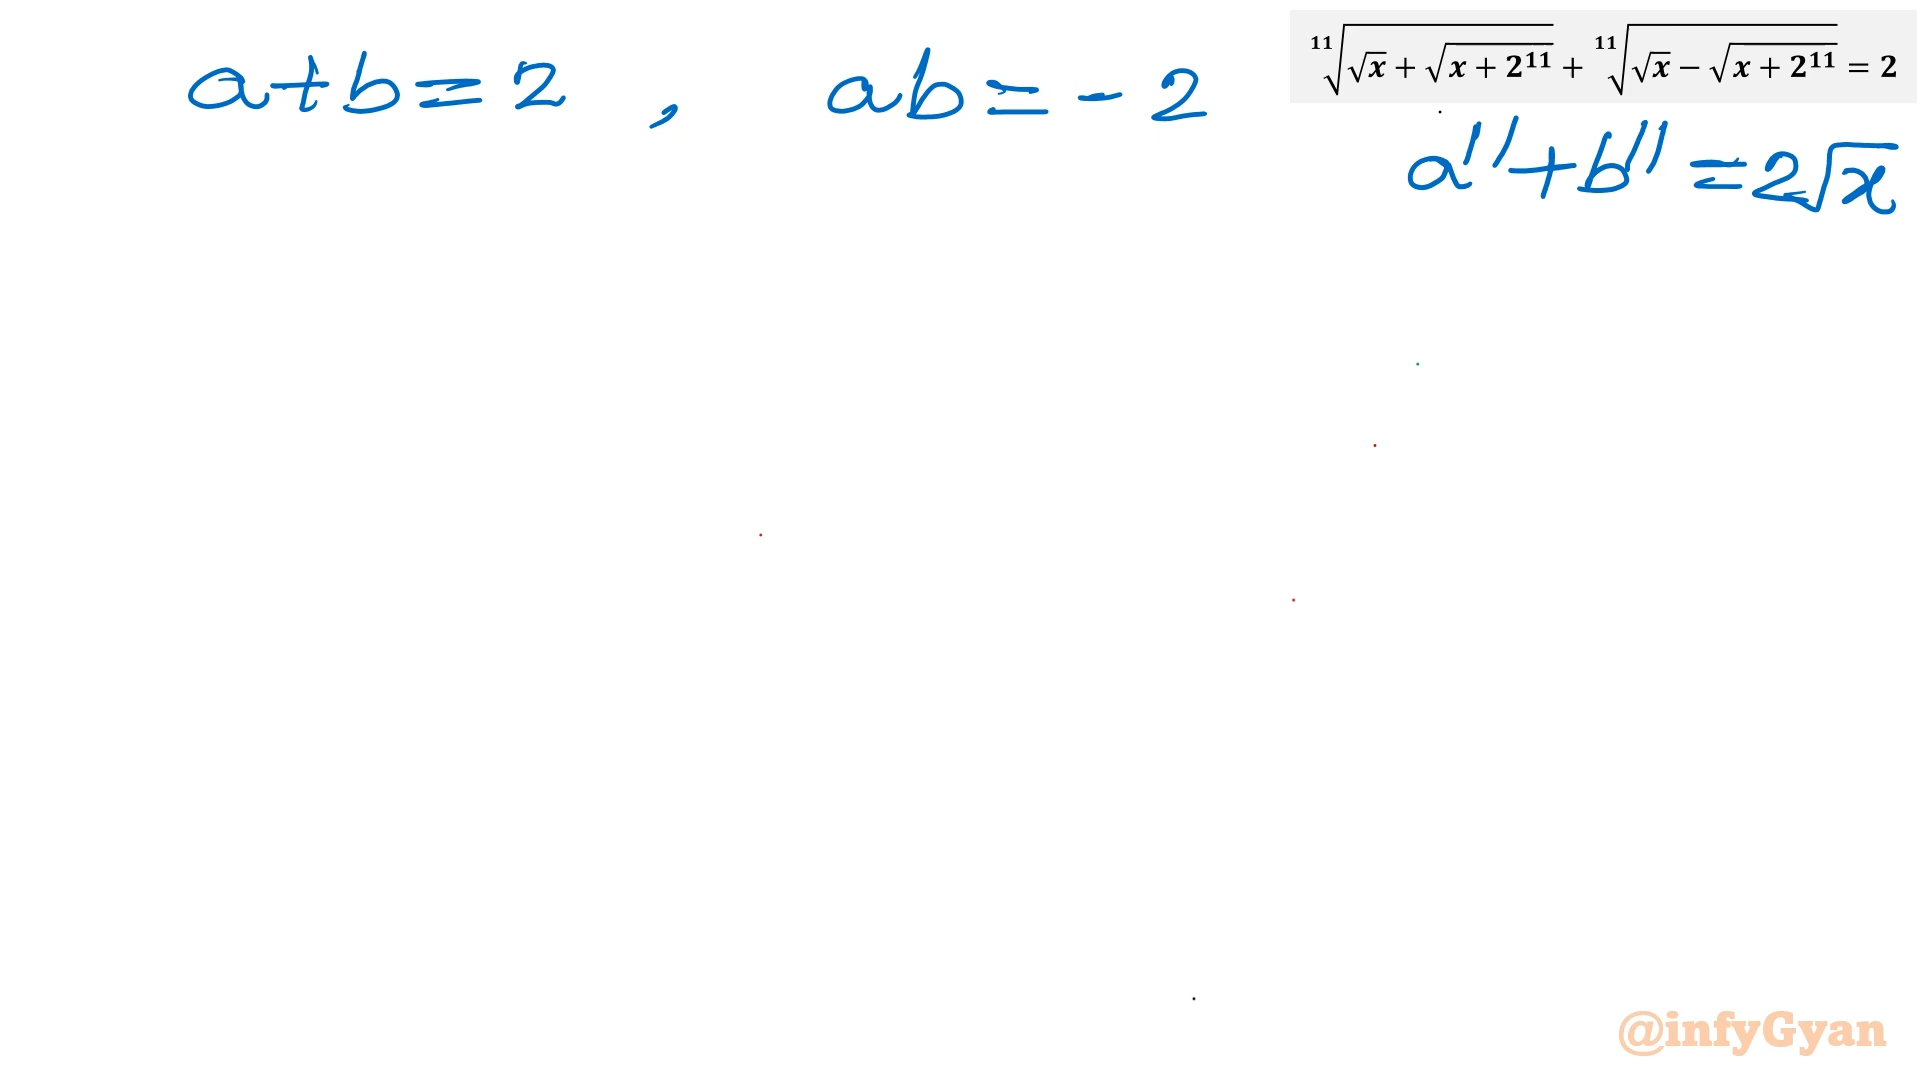 a+b=2 , ab=-2
¹¹√(√x + √(x + 2¹¹)) + ¹¹√(√x − √(x + 2¹¹)) = 2
a¹¹+b¹¹=2√x
@infyGyan